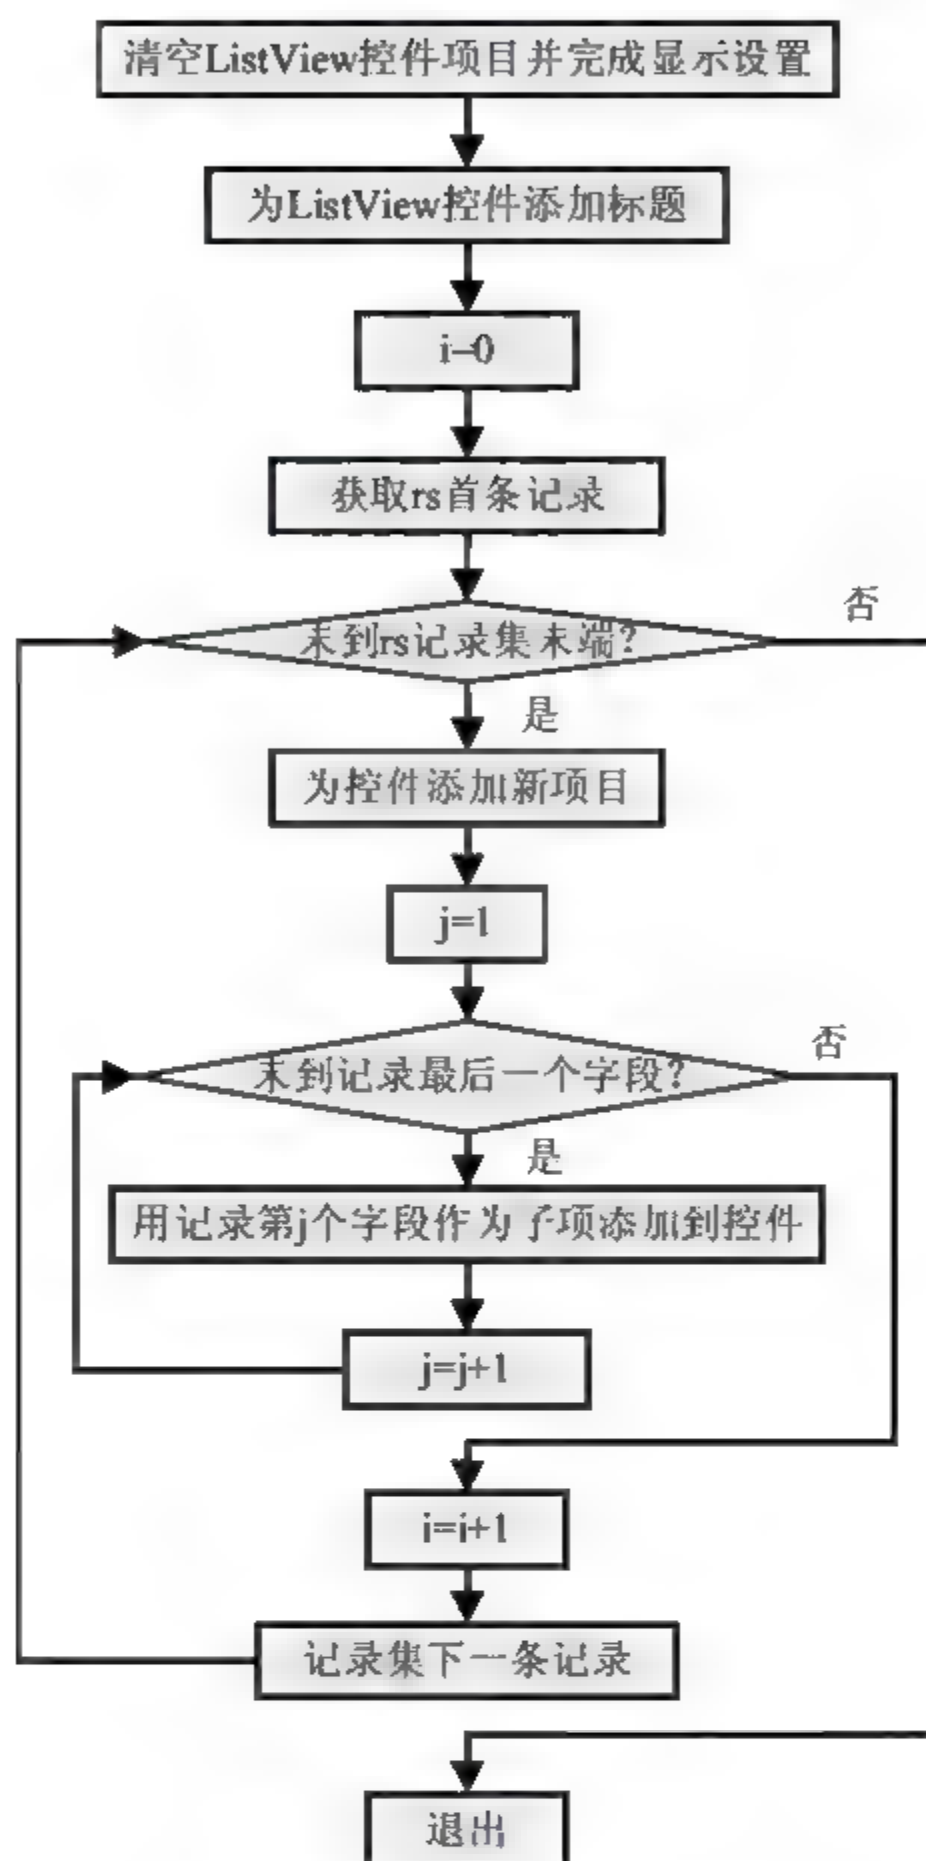 清空ListView控件项目并完成显示设置
为ListView控件添加标题
i=0
获取rs首条记录
未到rs记录集末端?
否
是
为控件添加新项目
j=1
未到记录最后一个字段?
否
是
用记录第j个字段作为子项添加到控件
j=j+1
i=i+1
记录集下一条记录
退出